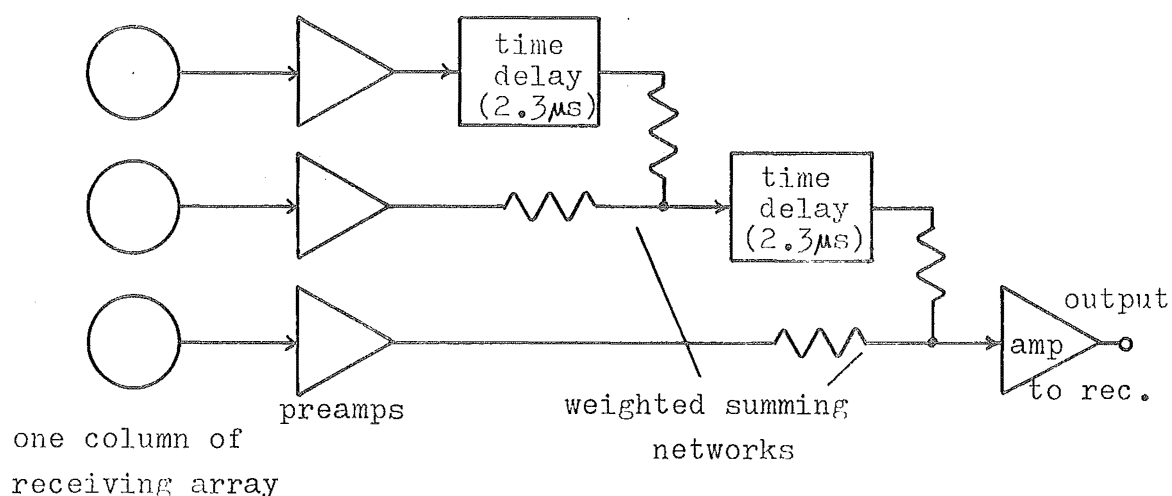 time
delay
(2.3μs)
time
delay
(2.3μs)
output
amp
to rec.
preamps
weighted summing
networks
one column of
receiving array